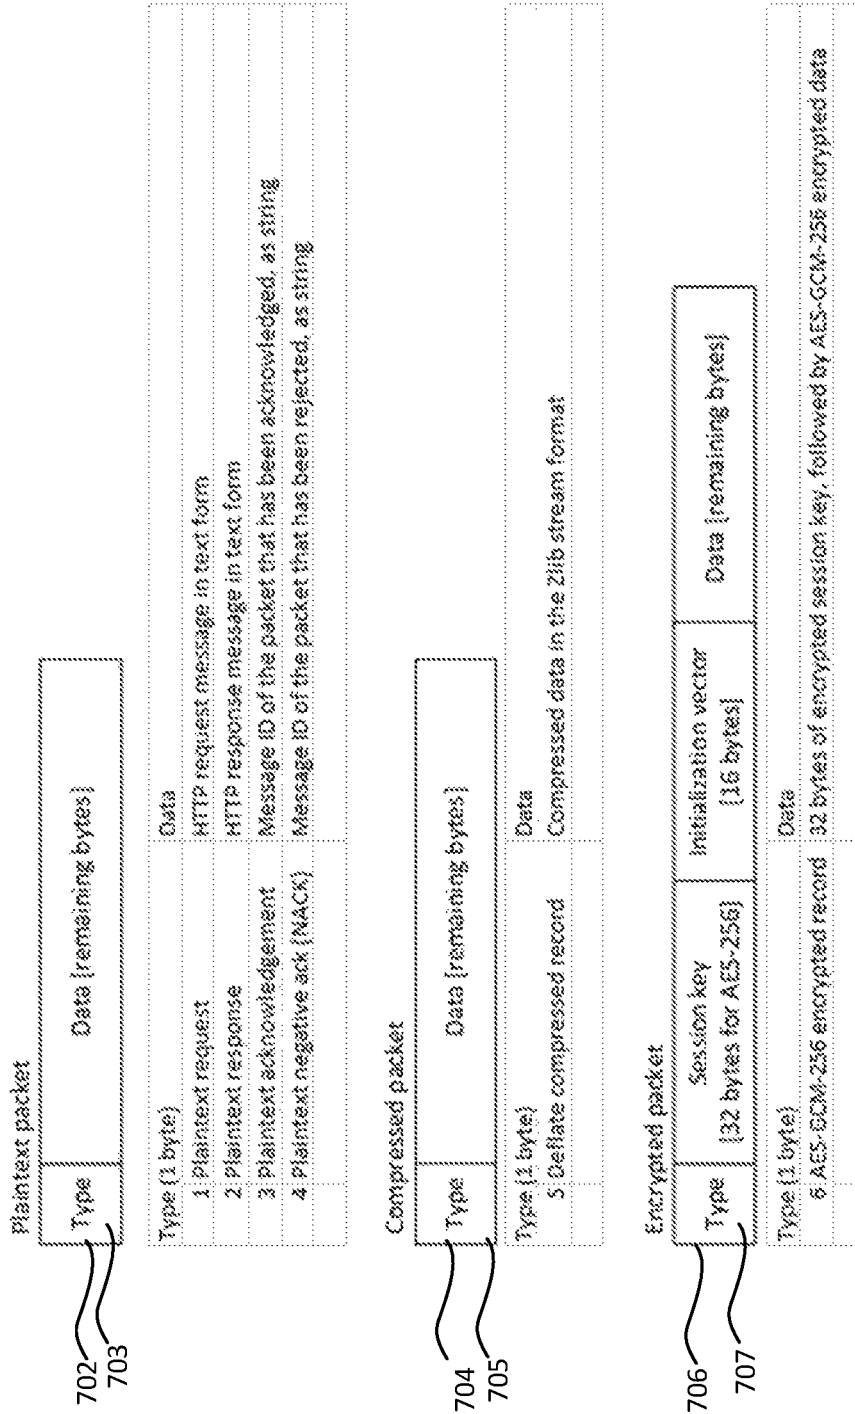 Plaintext packet
Type
Data [remaining bytes]
702
703
Type (1 byte)
Data
1 Plaintext request
HTTP request message in text form
2 Plaintext response
HTTP response message in text form
3 Plaintext acknowledgement
Message ID of the packet that has been acknowledged, as string
4 Plaintext negative ack (NACK)
Message ID of the packet that has been rejected, as string
Compressed packet
Type
Data [remaining bytes]
704
705
Type (1 byte)
Data
5 Deflate compressed record
Compressed data in the Zlib stream format
Encrypted packet
Type
Session key
[32 bytes for AES-256]
Initialization vector
[16 bytes]
Data [remaining bytes]
706
707
Type (1 byte)
Data
6 AES-GCM-256 encrypted record
32 bytes of encrypted session key, followed by AES-GCM-256 encrypted data